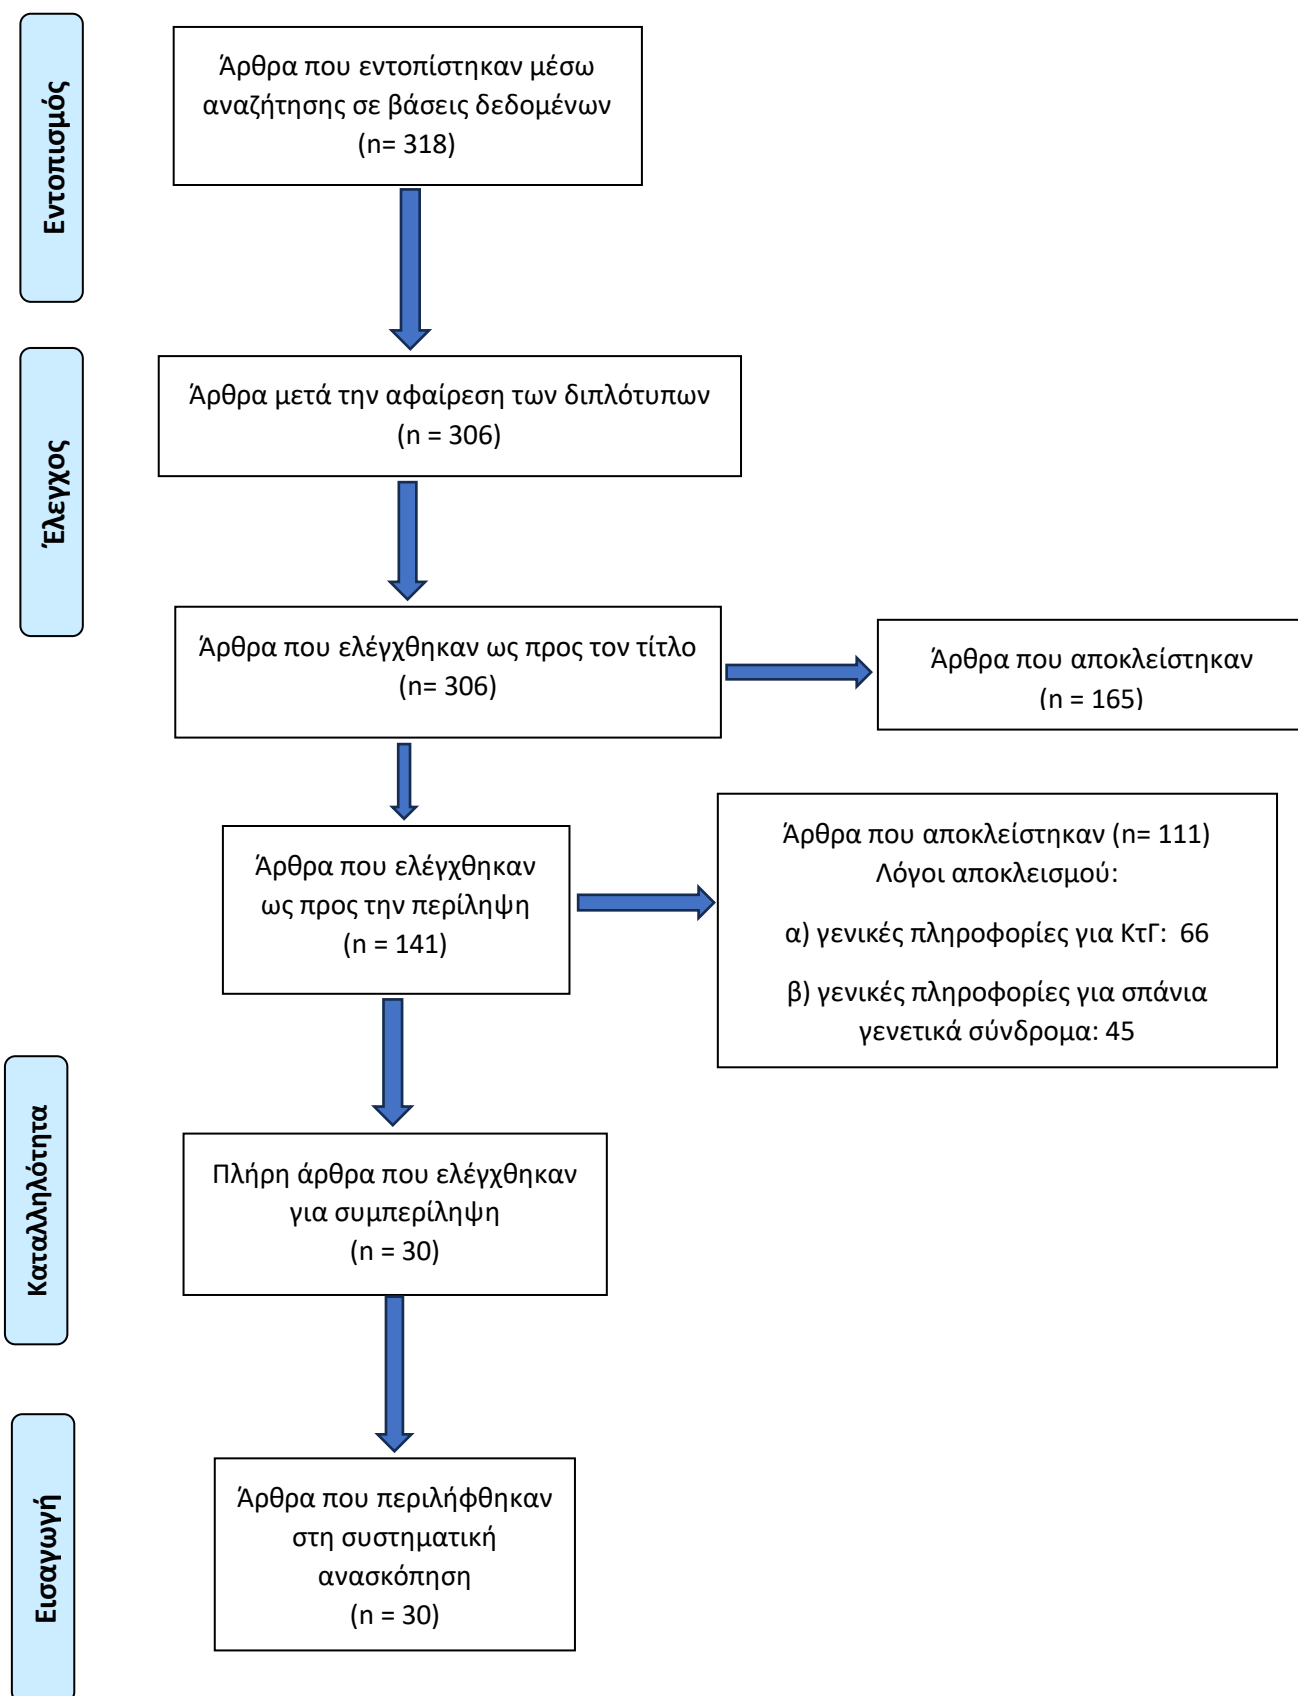 Εντοπισμός
Άρθρα που εντοπίστηκαν μέσω
αναζήτησης σε βάσεις δεδομένων
(n= 318)
Έλεγχος
Άρθρα μετά την αφαίρεση των διπλότυπων
(n = 306)
Άρθρα που ελέγχθηκαν ως προς τον τίτλο
(n= 306)
Άρθρα που αποκλείστηκαν
(n = 165)
Άρθρα που ελέγχθηκαν
ως προς την περίληψη
(n = 141)
Άρθρα που αποκλείστηκαν (n= 111)
Λόγοι αποκλεισμού:
α) γενικές πληροφορίες για ΚτΓ:  66
β) γενικές πληροφορίες για σπάνια
γενετικά σύνδρομα: 45
Καταλληλότητα
Πλήρη άρθρα που ελέγχθηκαν
για συμπερίληψη
(n = 30)
Εισαγωγή
Άρθρα που περιλήφθηκαν
στη συστηματική
ανασκόπηση
(n = 30)